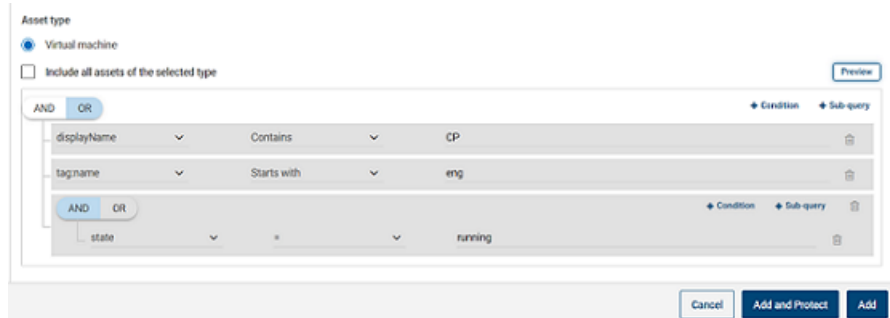 Asset type
Virtual machine
Include all assets of the selected type
Preview
AND OR
+ Condition + Sub-query
displayName Contains CP
tag:name Starts with eng
AND OR
+ Condition + Sub-query
state = running
Cancel Add and Protect Add